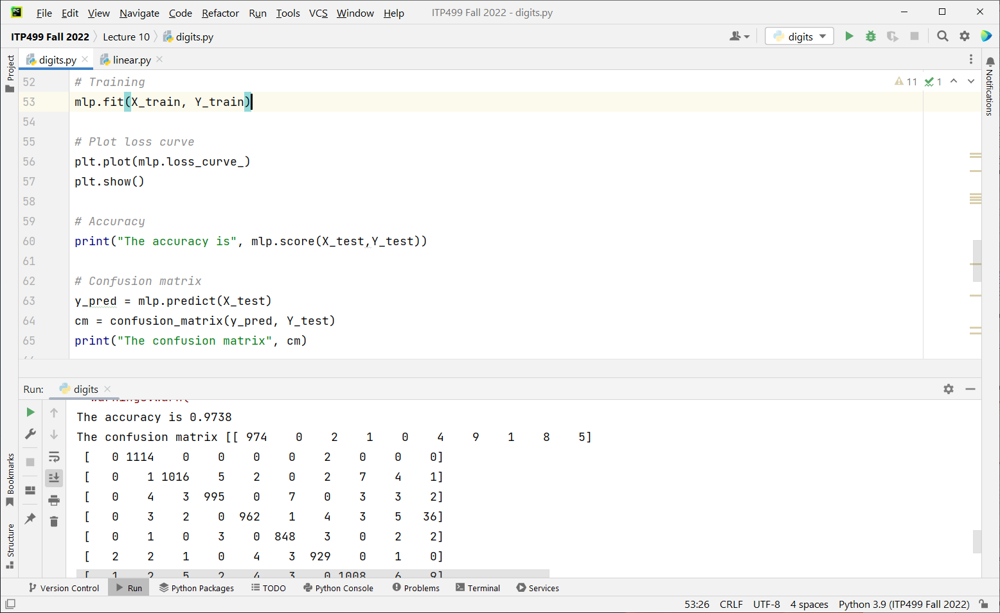 PC File Edit View Navigate Code Refactor Run Tools VCS Window Help ITP499 Fall 2022 - digits.py
ITP499 Fall 2022 Lecture 10 digits.py digits
digits.py linear.py
Project
Notifications
11 1
52 # Training
53 mlp.fit(X_train, Y_train)
54
55 # Plot loss curve
56 plt.plot(mlp.loss_curve_)
57 plt.show()
58
59 # Accuracy
60 print("The accuracy is", mlp.score(X_test,Y_test))
61
62 # Confusion matrix
63 y_pred = mlp.predict(X_test)
64 cm = confusion_matrix(y_pred, Y_test)
65 print("The confusion matrix", cm)
Run: digits
warnings.warn(
The accuracy is 0.9738
The confusion matrix [[ 974 0 2 1 0 4 9 1 8 5]
[ 0 1114 0 0 0 0 2 0 0 0]
[ 0 1 1016 5 2 0 2 7 4 1]
[ 0 4 3 995 0 7 0 3 3 2]
[ 0 3 2 0 962 1 4 3 5 36]
[ 0 1 0 3 0 848 3 0 2 2]
[ 2 2 1 0 4 3 929 0 1 0]
[ 1 2 5 2 4 3 0 1008 6 9]
Bookmarks
Structure
Version Control Run Python Packages TODO Python Console Problems Terminal Services
53:26 CRLF UTF-8 4 spaces Python 3.9 (ITP499 Fall 2022)